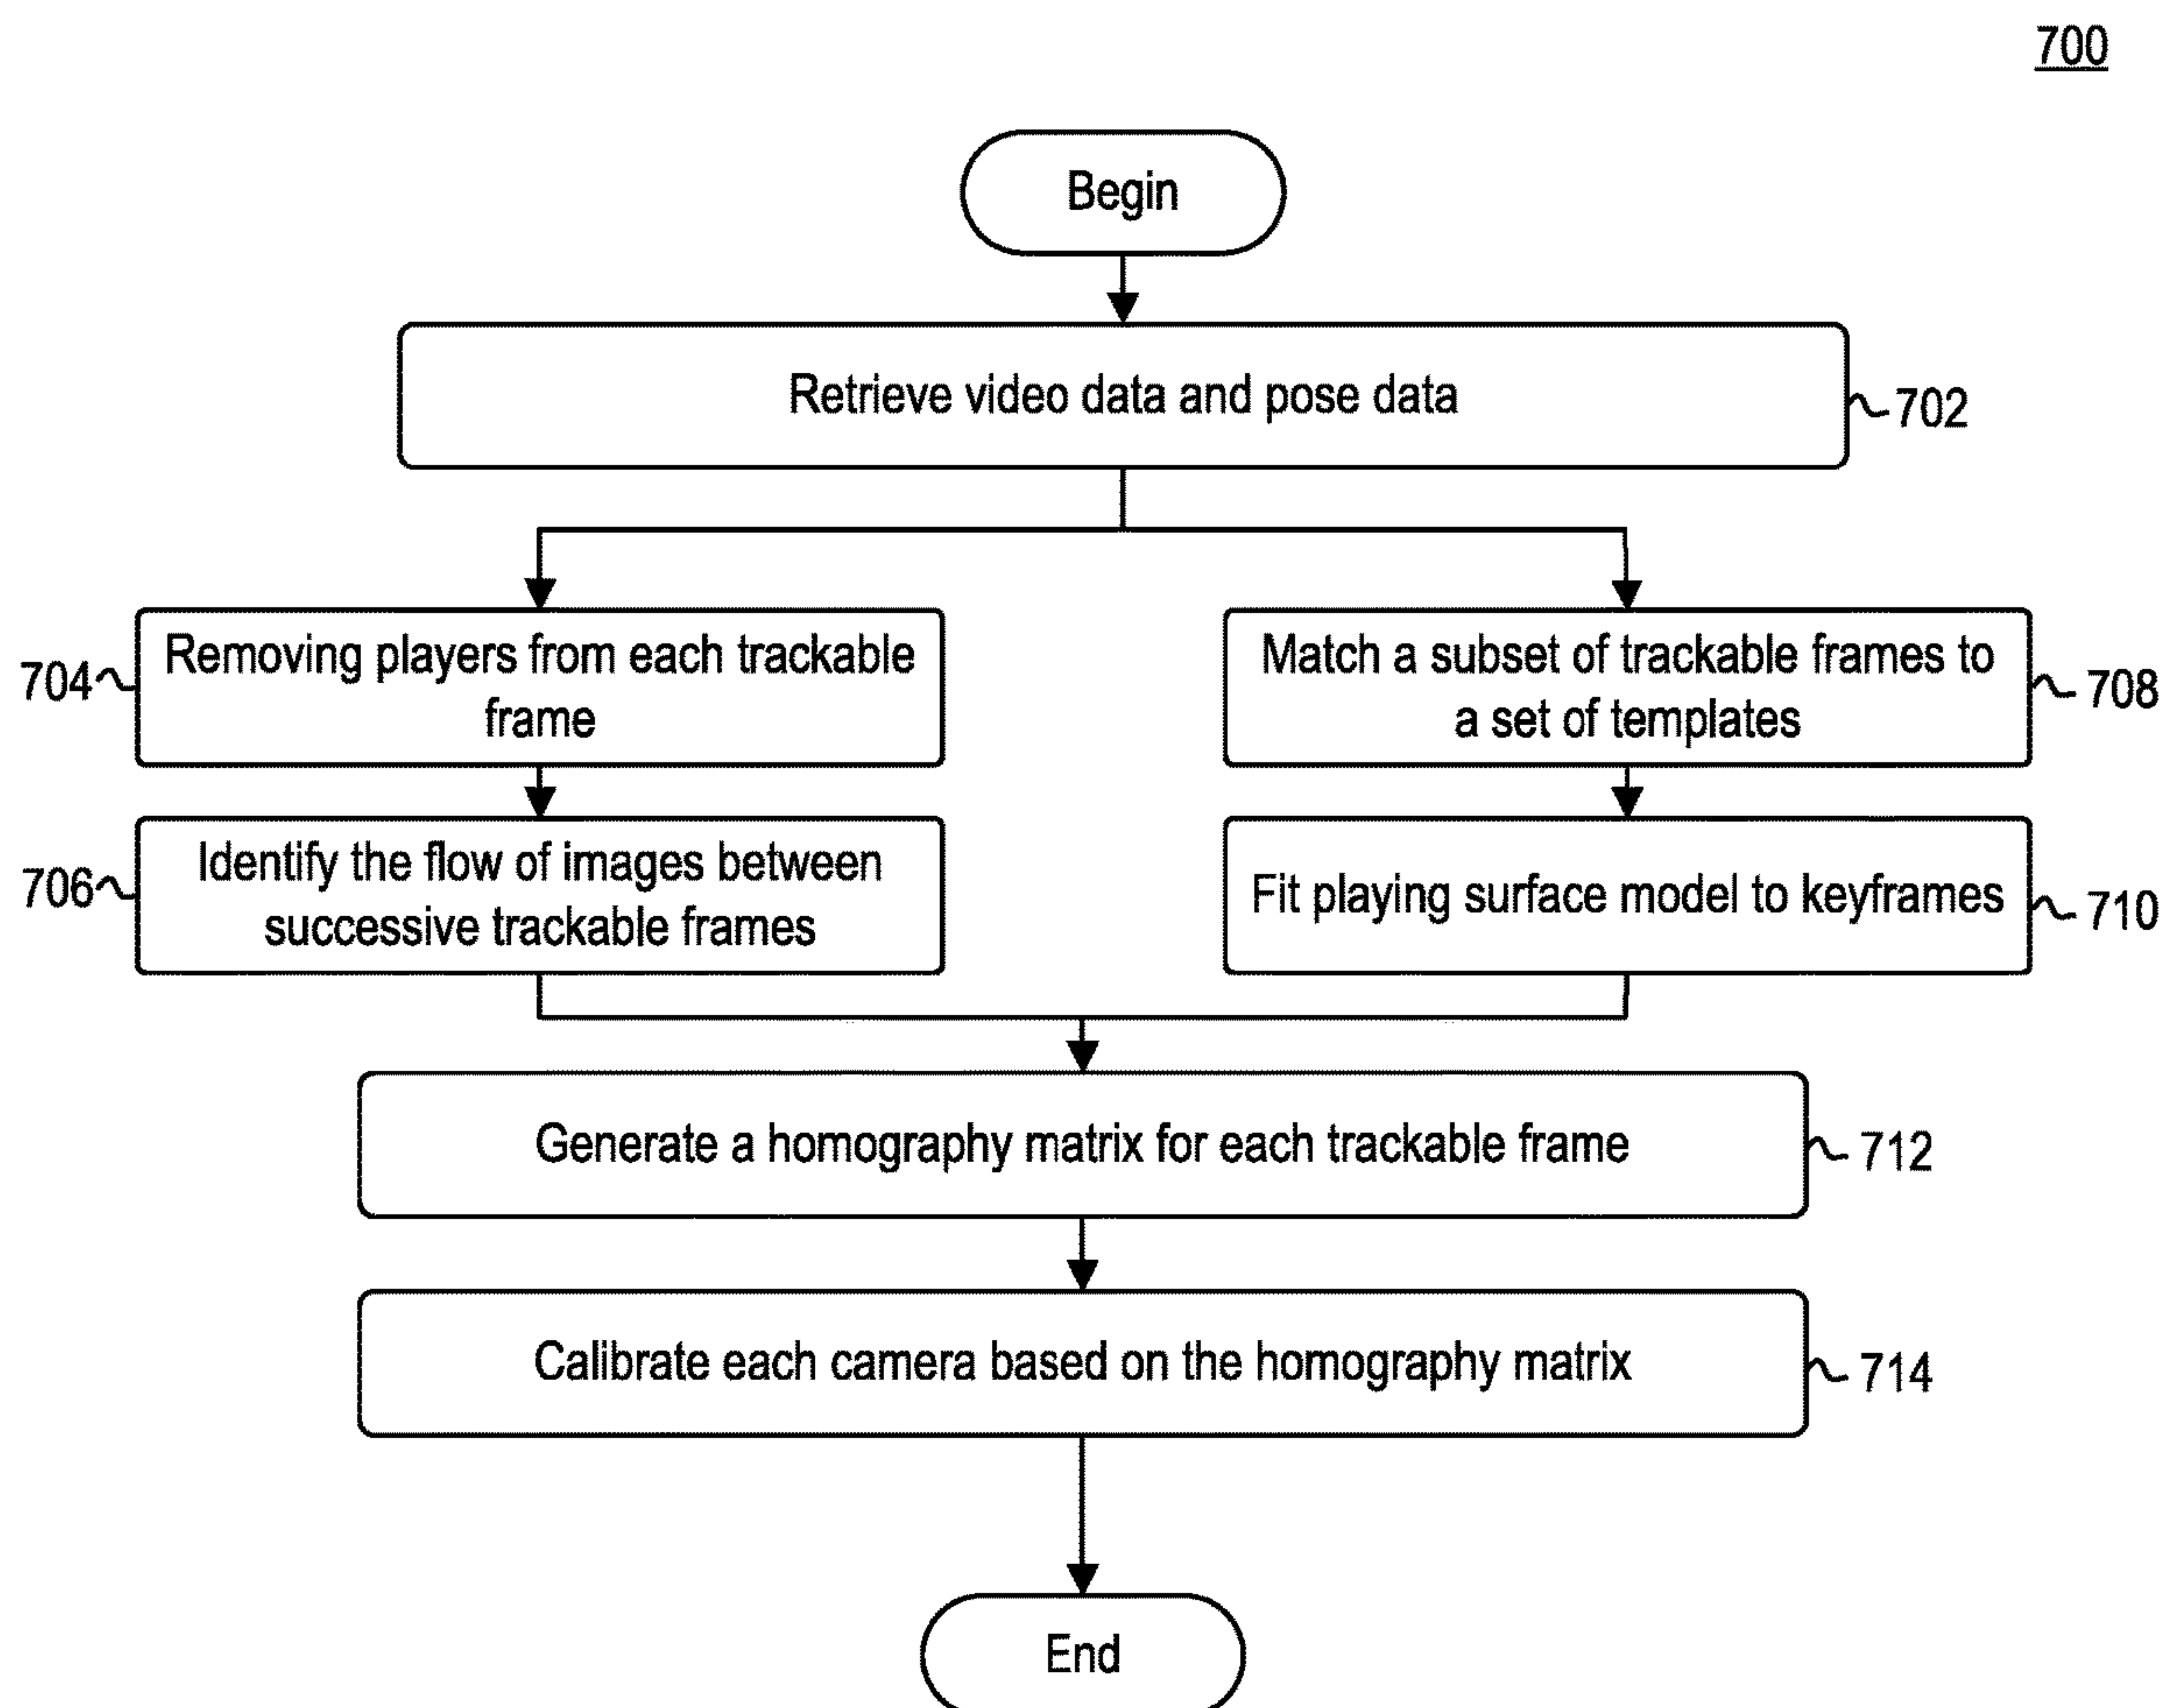 700
Begin
Retrieve video data and pose data
702
704
Removing players from each trackable
frame
Match a subset of trackable frames to
a set of templates
708
706
Identify the flow of images between
successive trackable frames
Fit playing surface model to keyframes
710
Generate a homography matrix for each trackable frame
712
Calibrate each camera based on the homography matrix
714
End